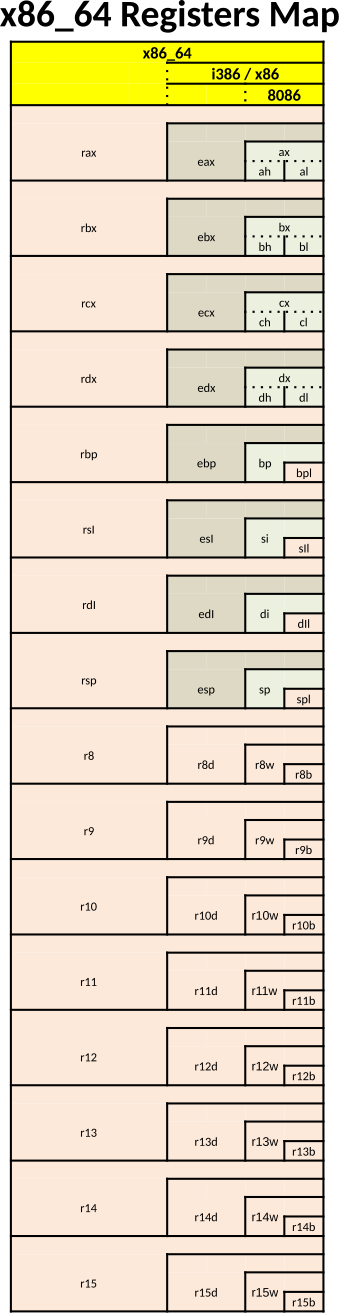 x86_64 Registers Map
x86_64
i386 / x86
8086
rax
eax
ax
ah al
rbx
ebx
bx
bh bl
rcx
ecx
cx
ch cl
rdx
edx
dx
dh dl
rbp
ebp
bp
bpl
rsI
esI
si
sIl
rdI
edI
di
dIl
rsp
esp
sp
spl
r8
r8d
r8w
r8b
r9
r9d
r9w
r9b
r10
r10d
r10w
r10b
r11
r11d
r11w
r11b
r12
r12d
r12w
r12b
r13
r13d
r13w
r13b
r14
r14d
r14w
r14b
r15
r15d
r15w
r15b